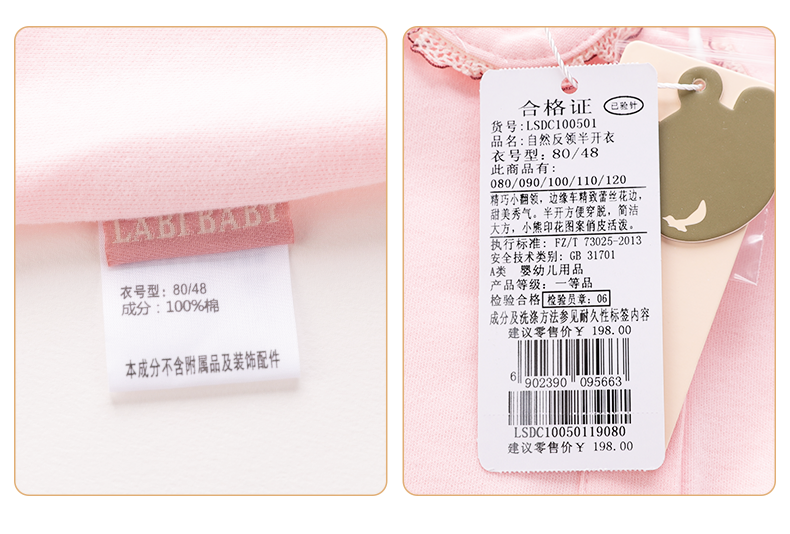 LABI BABY
衣号型：80/48
成分：100%棉
本成分不含附属品及装饰配件
合格证
已验针
货号：LSDC100501
品名：自然反领半开衣
衣号型：80/48
此商品有：
080/090/100/110/120
精巧小翻领，边缘车精致蕾丝花边，
甜美秀气。半开方便穿脱，简洁
大方，小熊印花图案俏皮活泼。
执行标准：FZ/T 73025-2013
安全技术类别：GB 31701
A类 婴幼儿用品
产品等级：一等品
检验合格 检验员章：06
成分及洗涤方法参见耐久性标签内容
建议零售价￥ 198.00
6 902390 095663
LSDC10050119080
建议零售价￥ 198.00